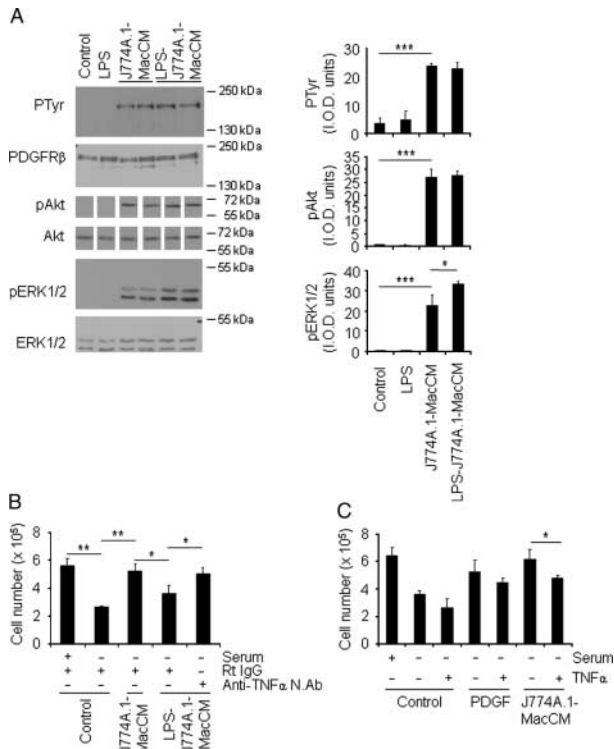 A
Control
LPS
J774A.1-
MacCM
LPS-
J774A.1-
MacCM
PTyr
250 kDa
130 kDa
PDGFRβ
250 kDa
130 kDa
pAkt
72 kDa
55 kDa
Akt
72 kDa
55 kDa
pERK1/2
55 kDa
ERK1/2
PTyr
(I.O.D. units)
30
20
10
0
***
pAkt
(I.O.D. units)
35
30
25
20
15
10
5
0
***
pERK1/2
(I.O.D. units)
40
30
20
10
0
***
*
Control
LPS
J774A.1-MacCM
LPS-J774A.1-MacCM
B
Cell number (x 10⁵)
8
6
4
2
0
**
**
*
*
+ - - - - Serum
+ + + + - Rt IgG
- - - - + Anti-TNFα N.Ab
Control
J774A.1-
MacCM
LPS-
J774A.1-
MacCM
C
Cell number (x 10⁵)
8
6
4
2
0
*
+ - - - - - - Serum
- - + - + - + TNFα
Control
PDGF
J774A.1-
MacCM